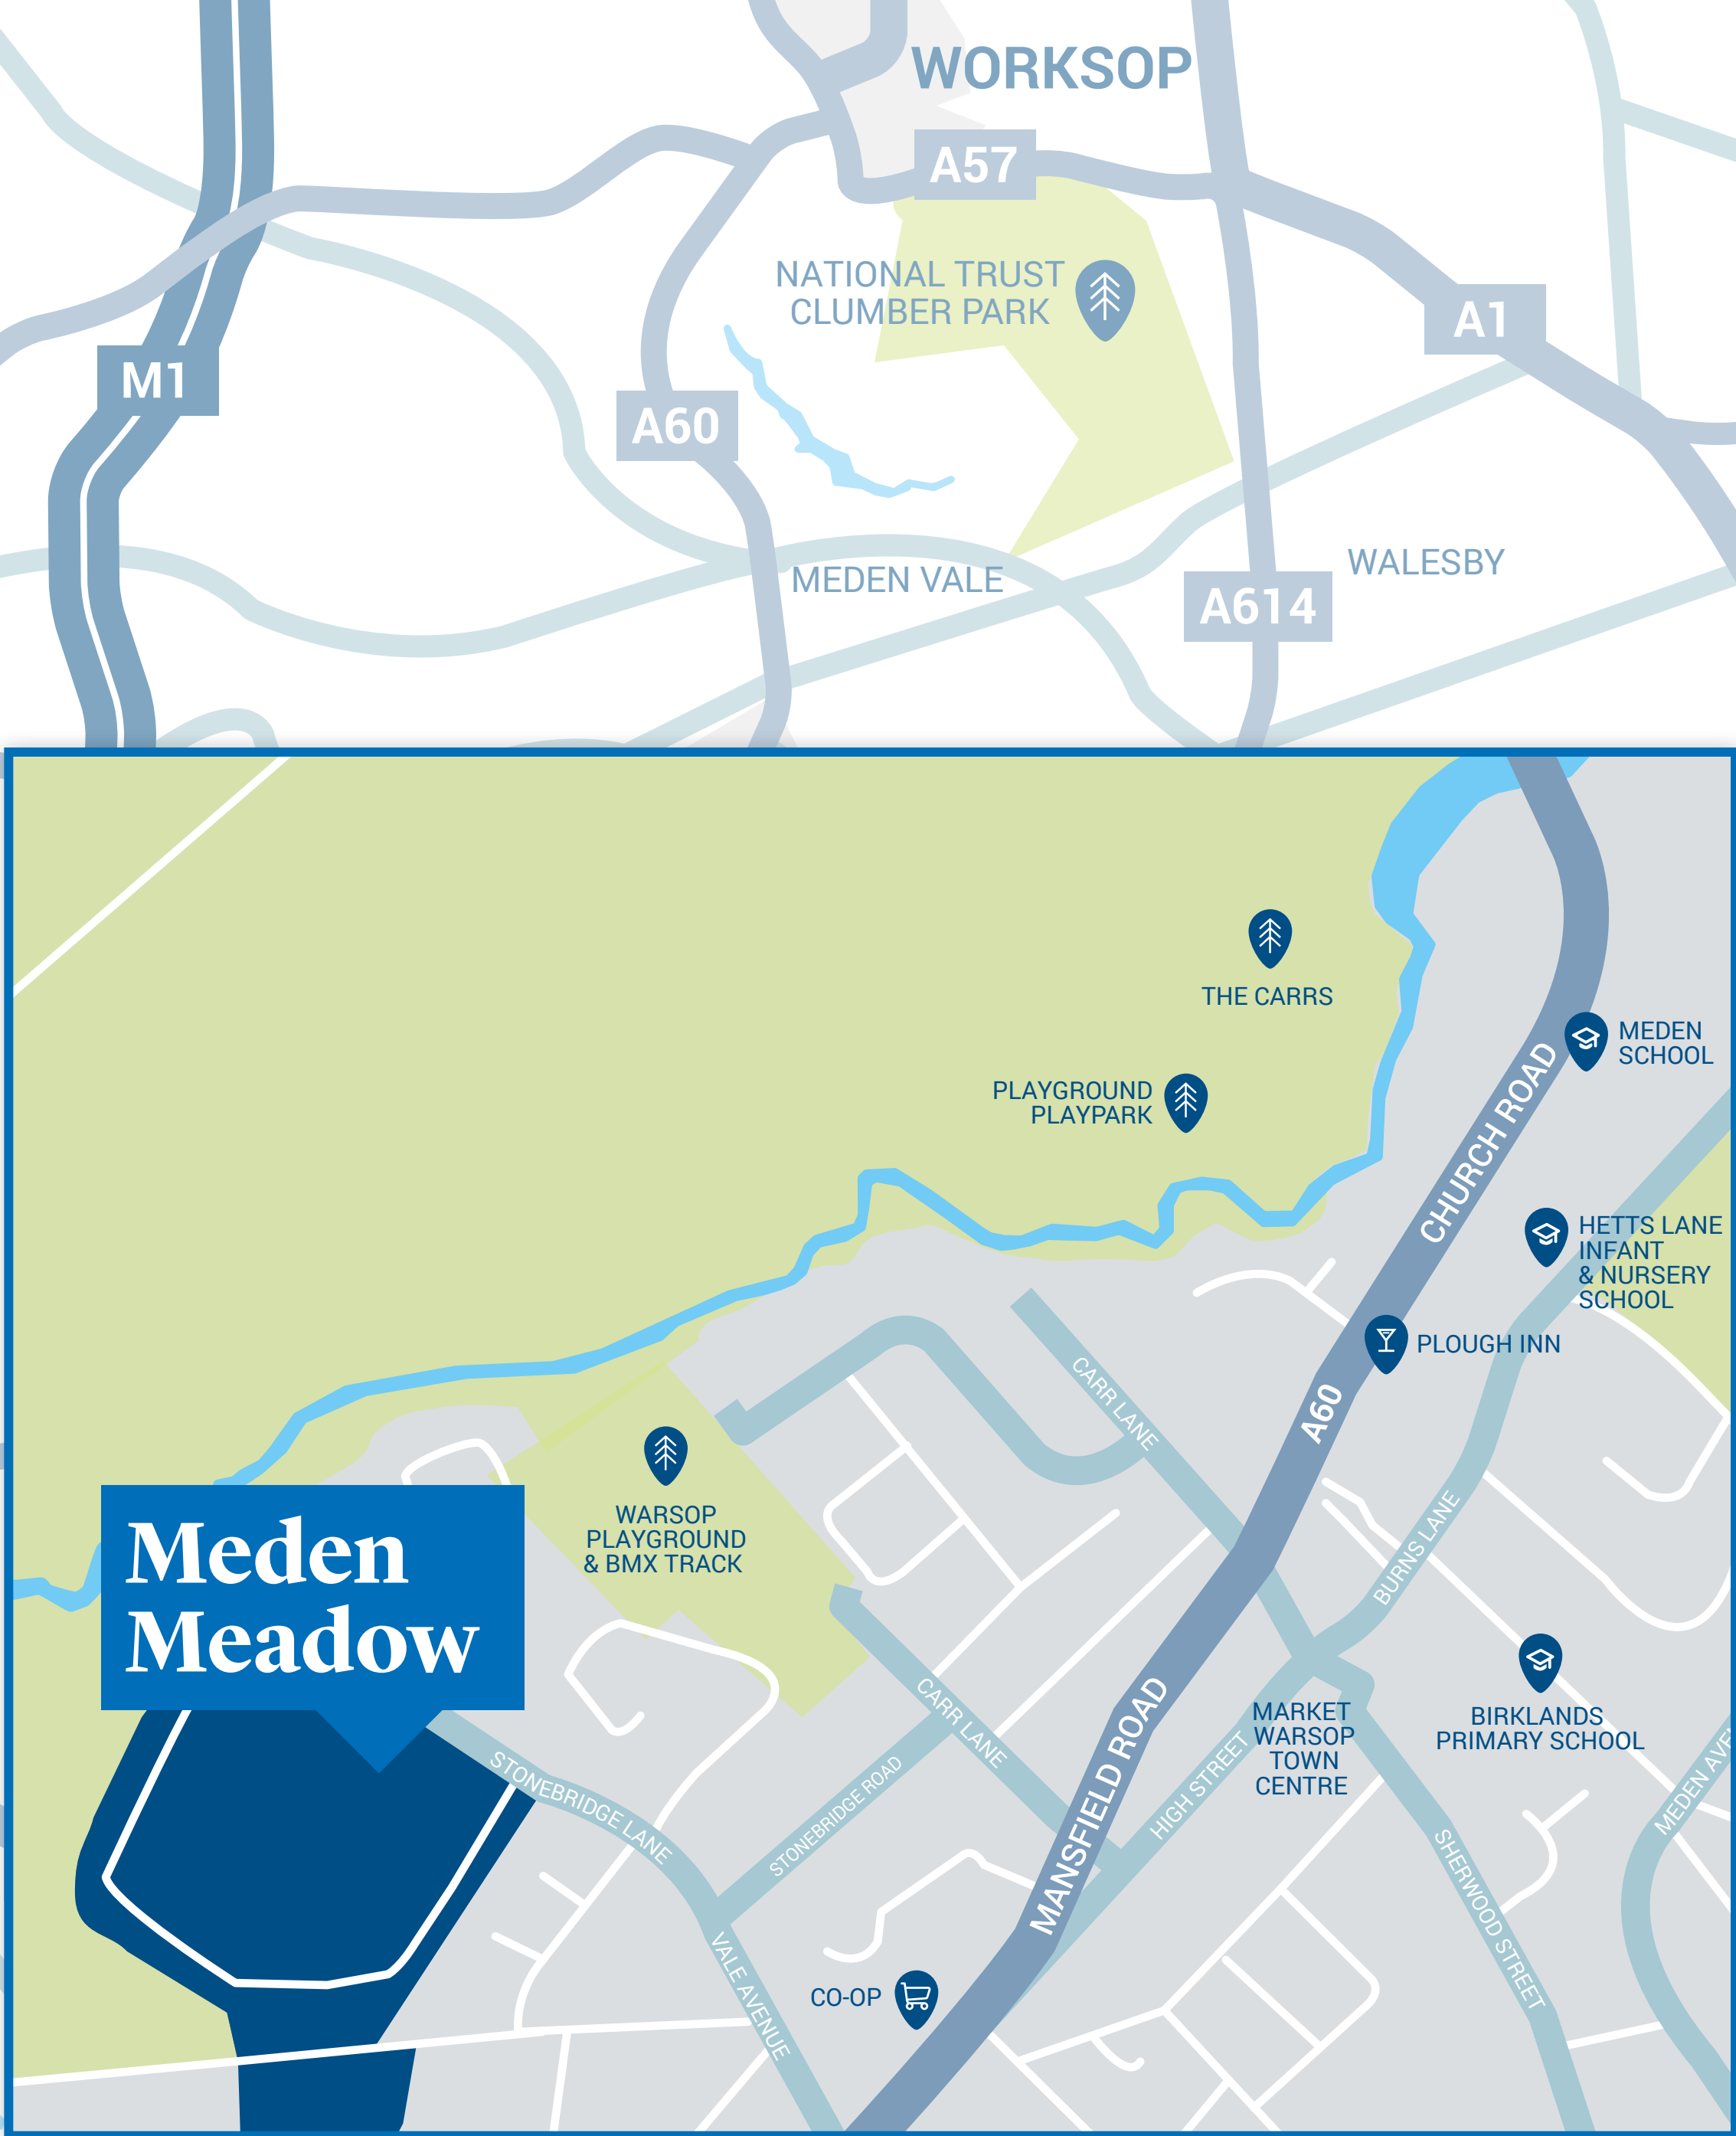 WORKSOP
A57
NATIONAL TRUST
CLUMBER PARK
A1
M1
A60
MEDEN VALE
WALESBY
A614
THE CARRS
MEDEN
SCHOOL
PLAYGROUND
PLAYPARK
CHURCH ROAD
HETTS LANE
INFANT
& NURSERY
SCHOOL
PLOUGH INN
CARR LANE
A60
WARSOP
PLAYGROUND
& BMX TRACK
BURNS LANE
Meden
Meadow
CARR LANE
MARKET
WARSOP
TOWN
CENTRE
BIRKLANDS
PRIMARY SCHOOL
STONEBRIDGE LANE
STONEBRIDGE ROAD
MANSFIELD ROAD
HIGH STREET
MEDEN AVE
SHERWOOD STREET
VALE AVENUE
CO-OP